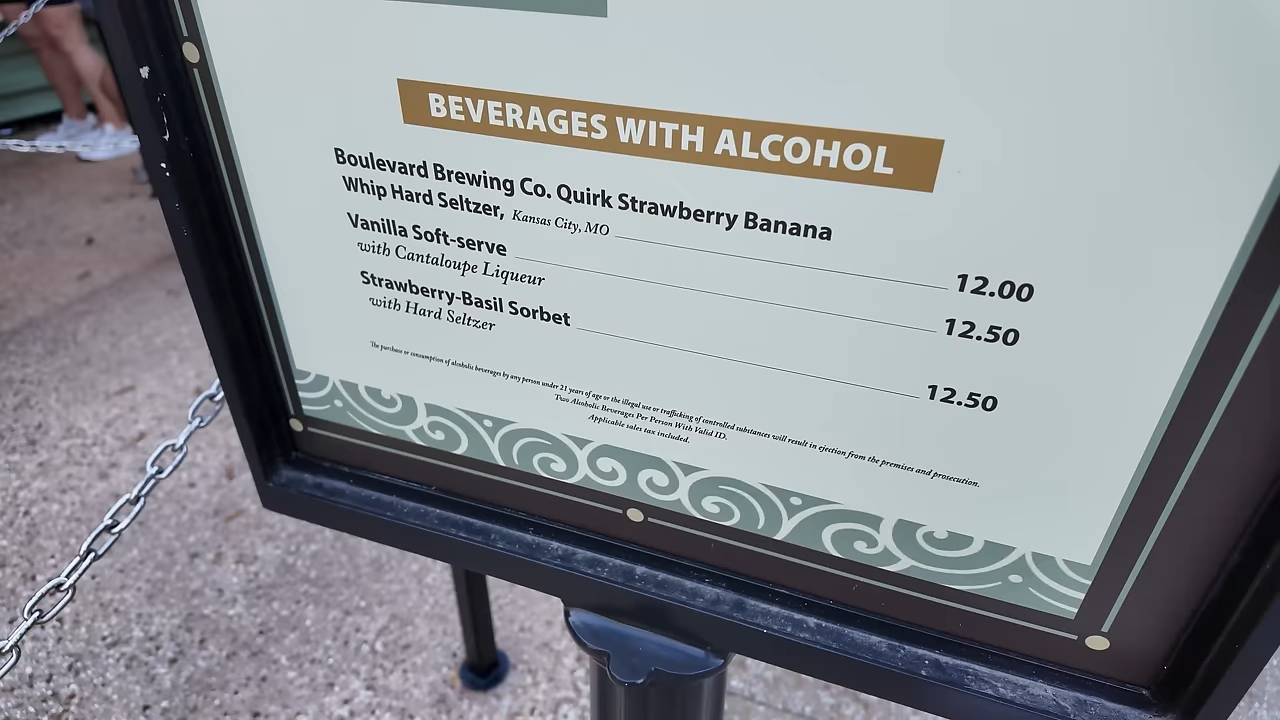 BEVERAGES WITH ALCOHOL
Boulevard Brewing Co. Quirk Strawberry Banana
Whip Hard Seltzer, Kansas City, MO 12.00
Vanilla Soft-serve 12.50
with Cantaloupe Liqueur
Strawberry-Basil Sorbet 12.50
with Hard Seltzer
The purchase or consumption of alcoholic beverages by any person under 21 years of age or the illegal use or trafficking of controlled substances will result in ejection from the premises and prosecution.
Two Alcoholic Beverages Per Person With Valid ID.
Applicable sales tax included.